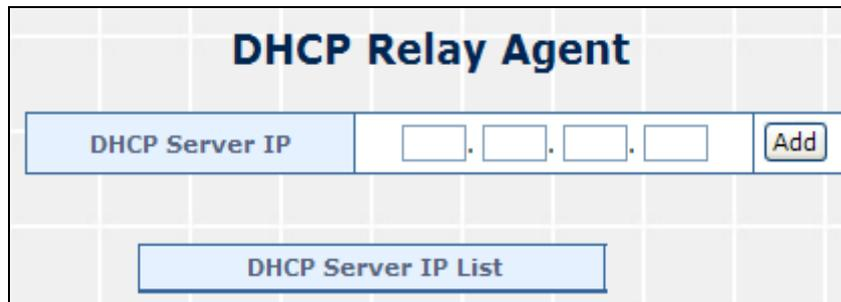 DHCP Relay Agent
DHCP Server IP . . . Add
DHCP Server IP List